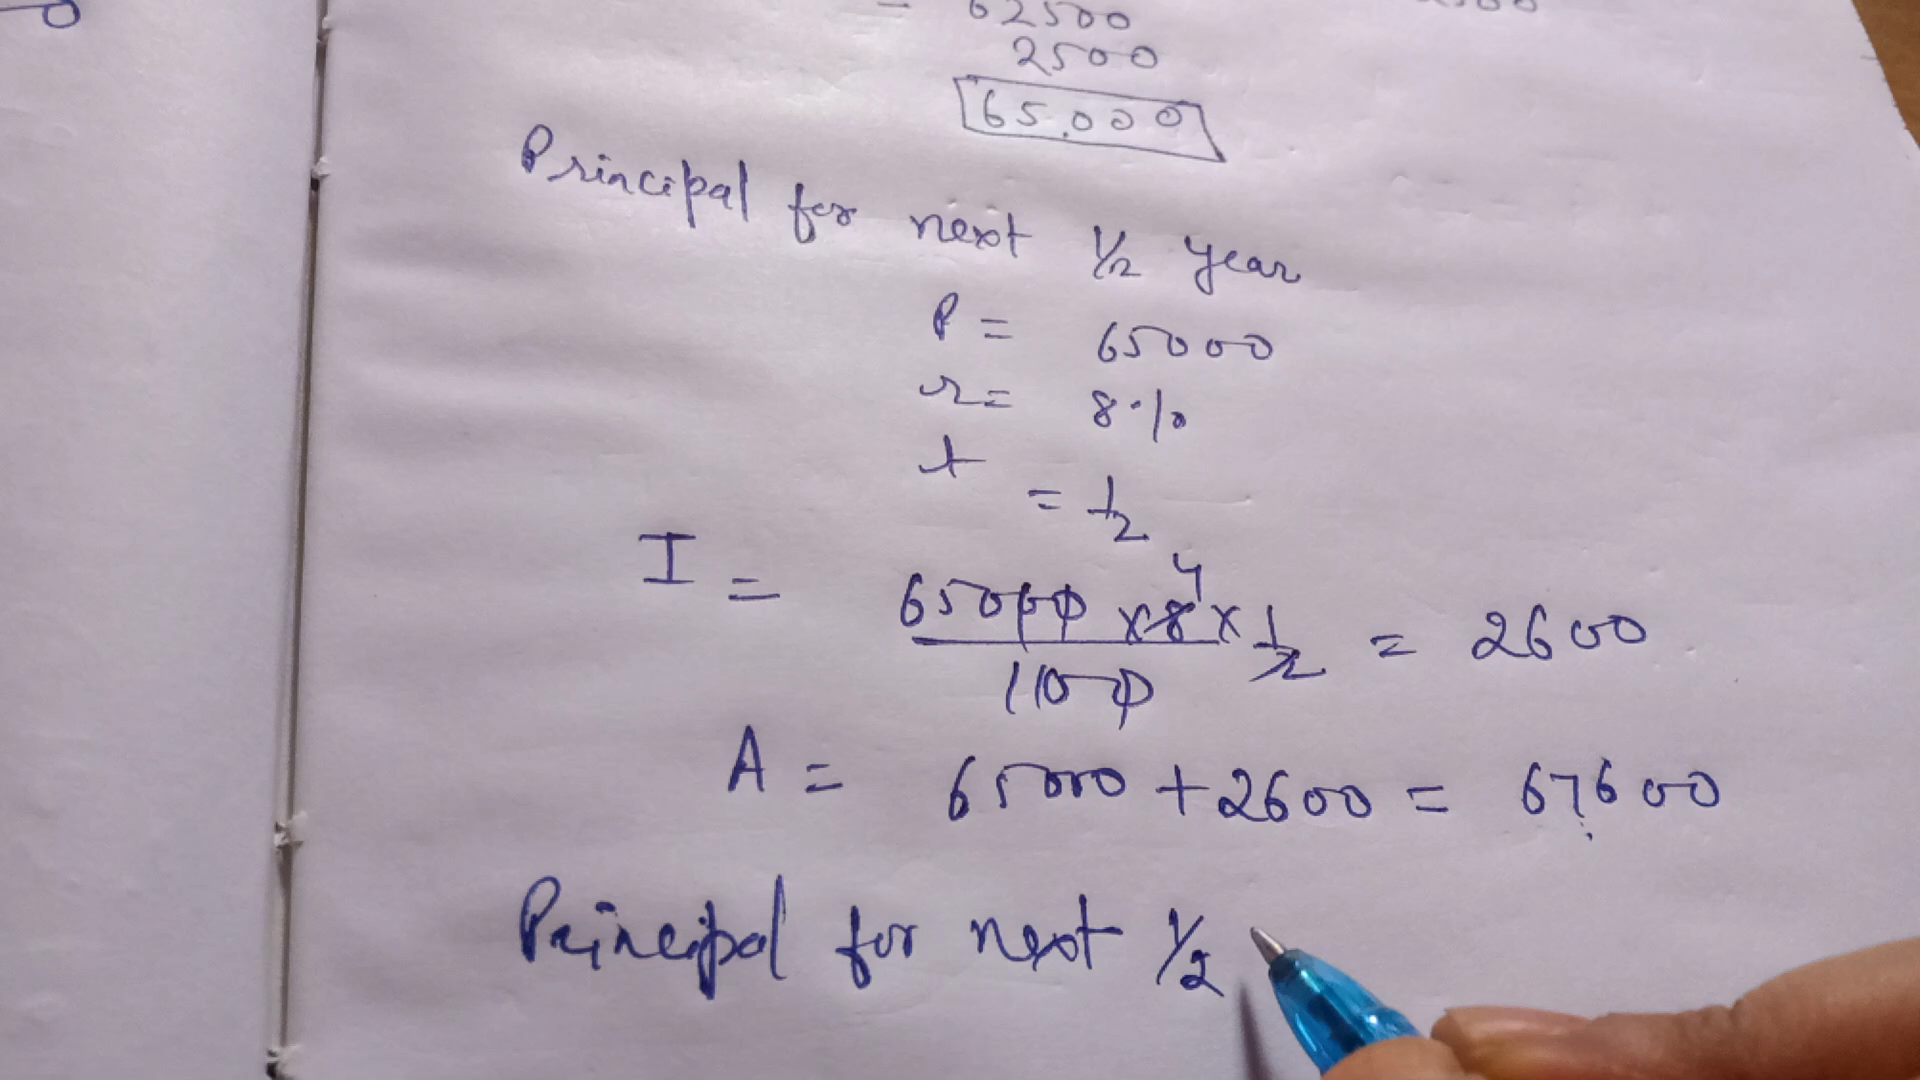 = 62500
2500
65,000
Principal for next 1/2 year
P = 65000
r = 8%
t = 1/2
I = 65000 x 8 4 x 1/2 / 100 = 2600
A = 65000 + 2600 = 67600
Principal for next 1/2